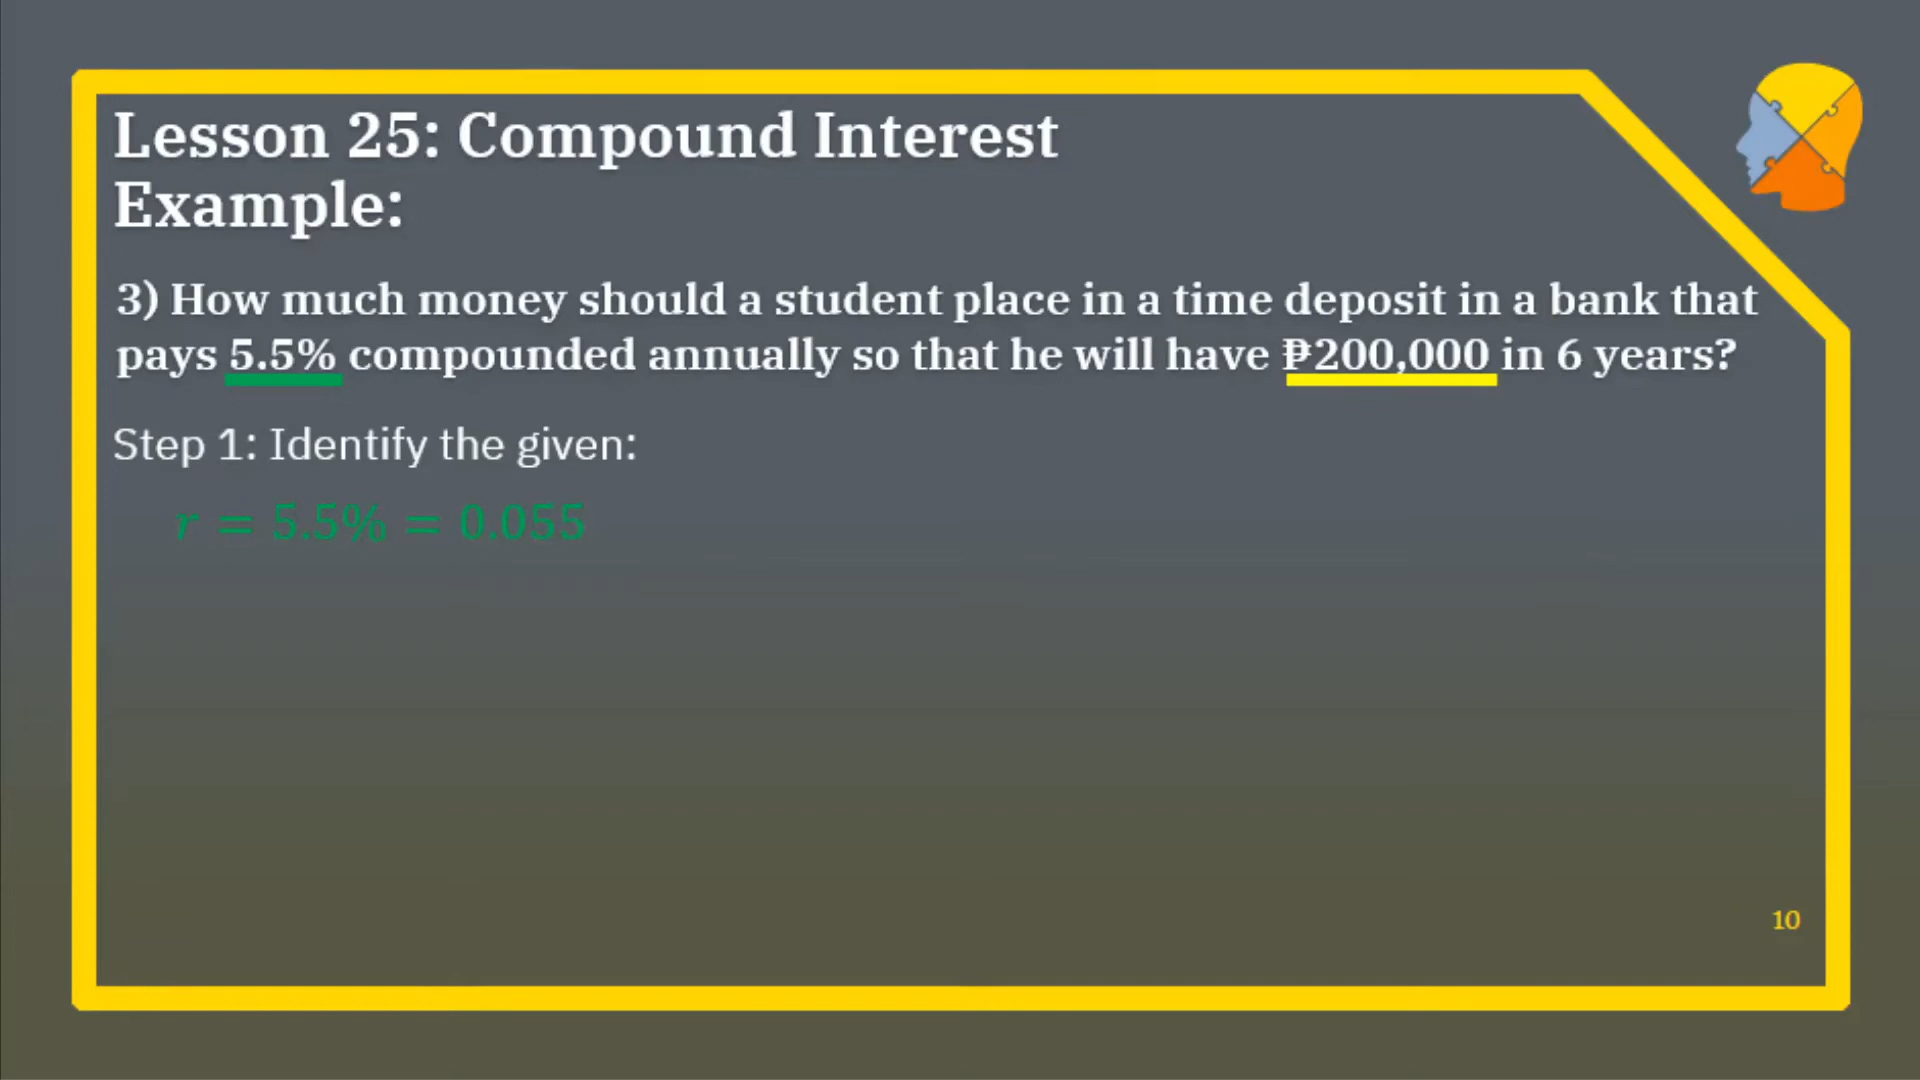 Lesson 25: Compound Interest
Example:
3) How much money should a student place in a time deposit in a bank that
pays 5.5% compounded annually so that he will have ₱200,000 in 6 years?
Step 1: Identify the given:
r = 5.5% = 0.055
10